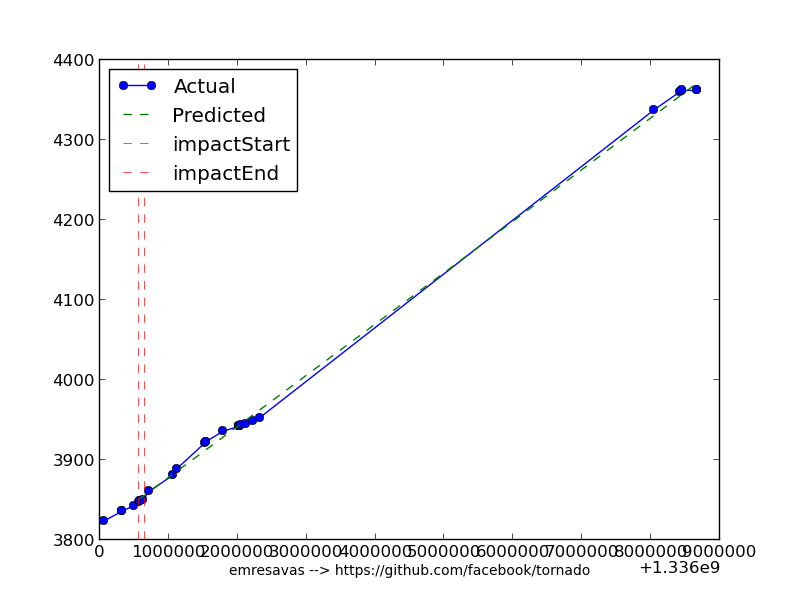 4400
4300
4200
4100
4000
3900
3800
Actual
Predicted
impactStart
impactEnd
0 1000000 2000000 3000000 4000000 5000000 6000000 7000000 8000000 9000000
+1.336e9
emresavas --> https://github.com/facebook/tornado